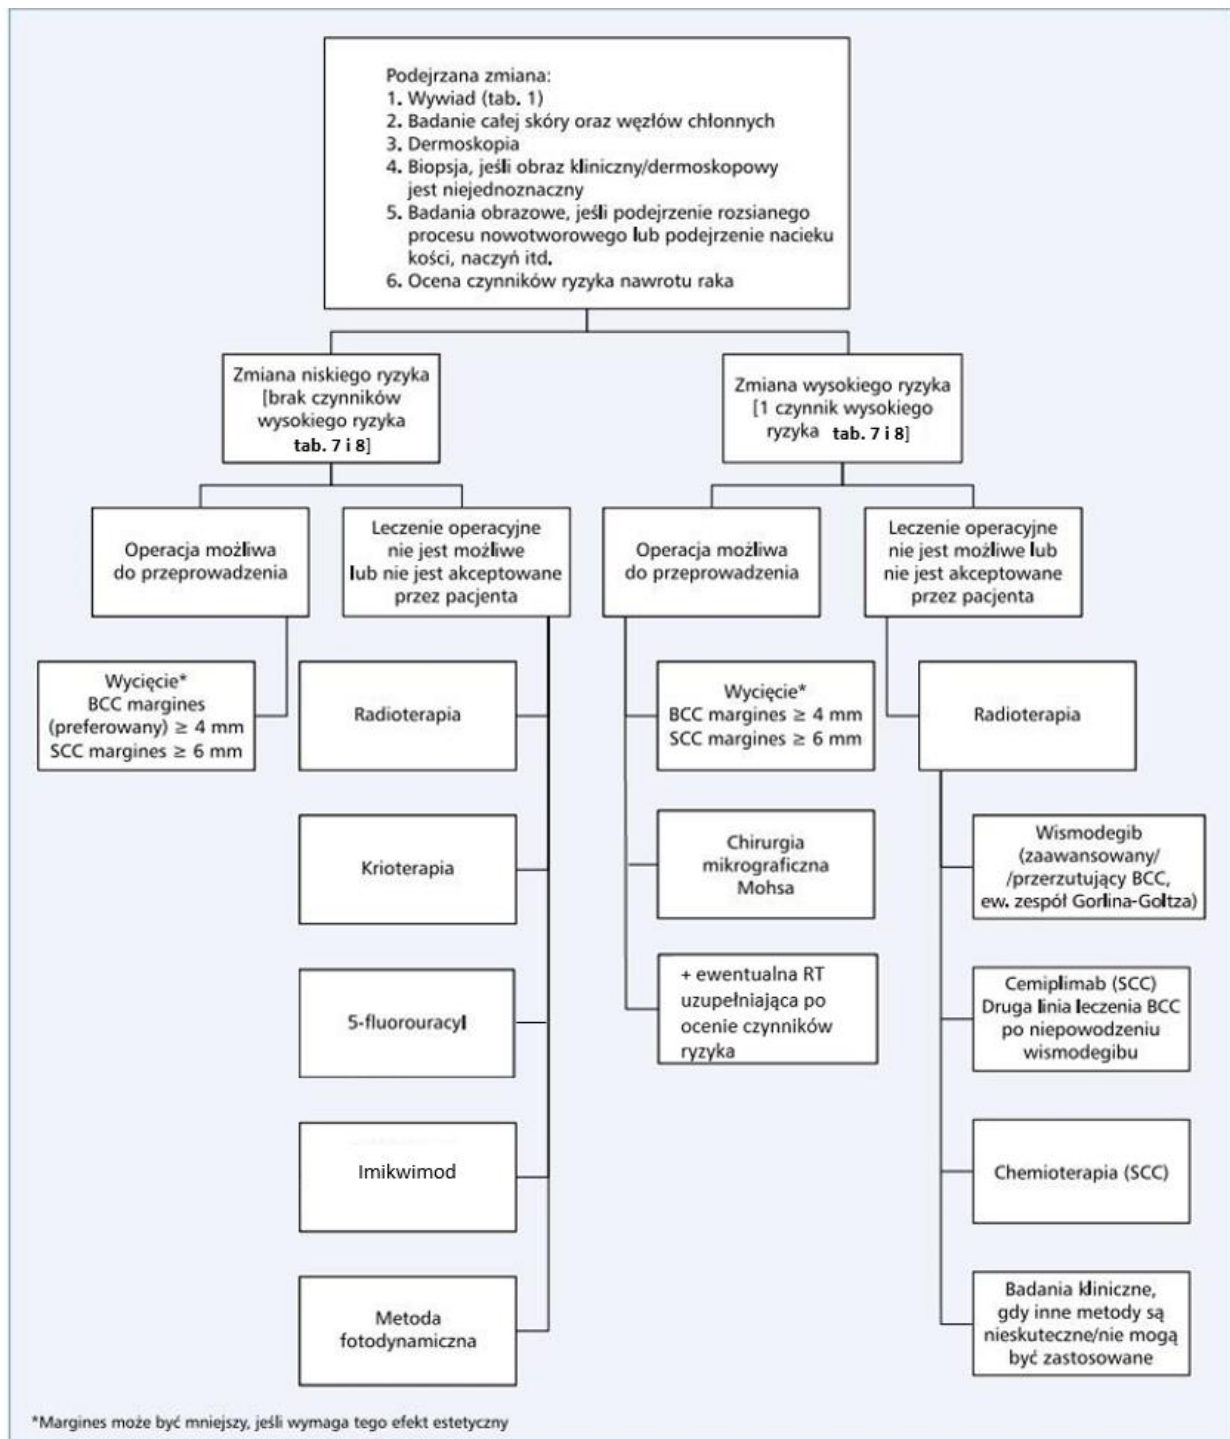 Podejrzana zmiana:
1. Wywiad (tab. 1)
2. Badanie całej skóry oraz węzłów chłonnych
3. Dermoskopia
4. Biopsja, jeśli obraz kliniczny/dermoskopowy
jest niejednoznaczny
5. Badania obrazowe, jeśli podejrzenie rozsianego
procesu nowotworowego lub podejrzenie nacieku
kości, naczyń itd.
6. Ocena czynników ryzyka nawrotu raka
Zmiana niskiego ryzyka
[brak czynników
wysokiego ryzyka
tab. 7 i 8]
Zmiana wysokiego ryzyka
[1 czynnik wysokiego
ryzyka tab. 7 i 8]
Operacja możliwa
do przeprowadzenia
Leczenie operacyjne
nie jest możliwe
lub nie jest akceptowane
przez pacjenta
Operacja możliwa
do przeprowadzenia
Leczenie operacyjne
nie jest możliwe lub
nie jest akceptowane
przez pacjenta
Wycięcie*
BCC margines
(preferowany) ≥ 4 mm
SCC margines ≥ 6 mm
Radioterapia
Krioterapia
5-fluorouracyl
Imikwimod
Metoda
fotodynamiczna
Wycięcie*
BCC margines ≥ 4 mm
SCC margines ≥ 6 mm
Chirurgia
mikrograficzna
Mohsa
+ ewentualna RT
uzupełniająca po
ocenie czynników
ryzyka
Radioterapia
Wismodegib
(zaawansowany/
/przerzutujący BCC,
ew. zespół Gorlina-Goltza)
Cemiplimab (SCC)
Druga linia leczenia BCC
po niepowodzeniu
wismodegibu
Chemioterapia (SCC)
Badania kliniczne,
gdy inne metody są
nieskuteczne/nie mogą
być zastosowane
*Margines może być mniejszy, jeśli wymaga tego efekt estetyczny